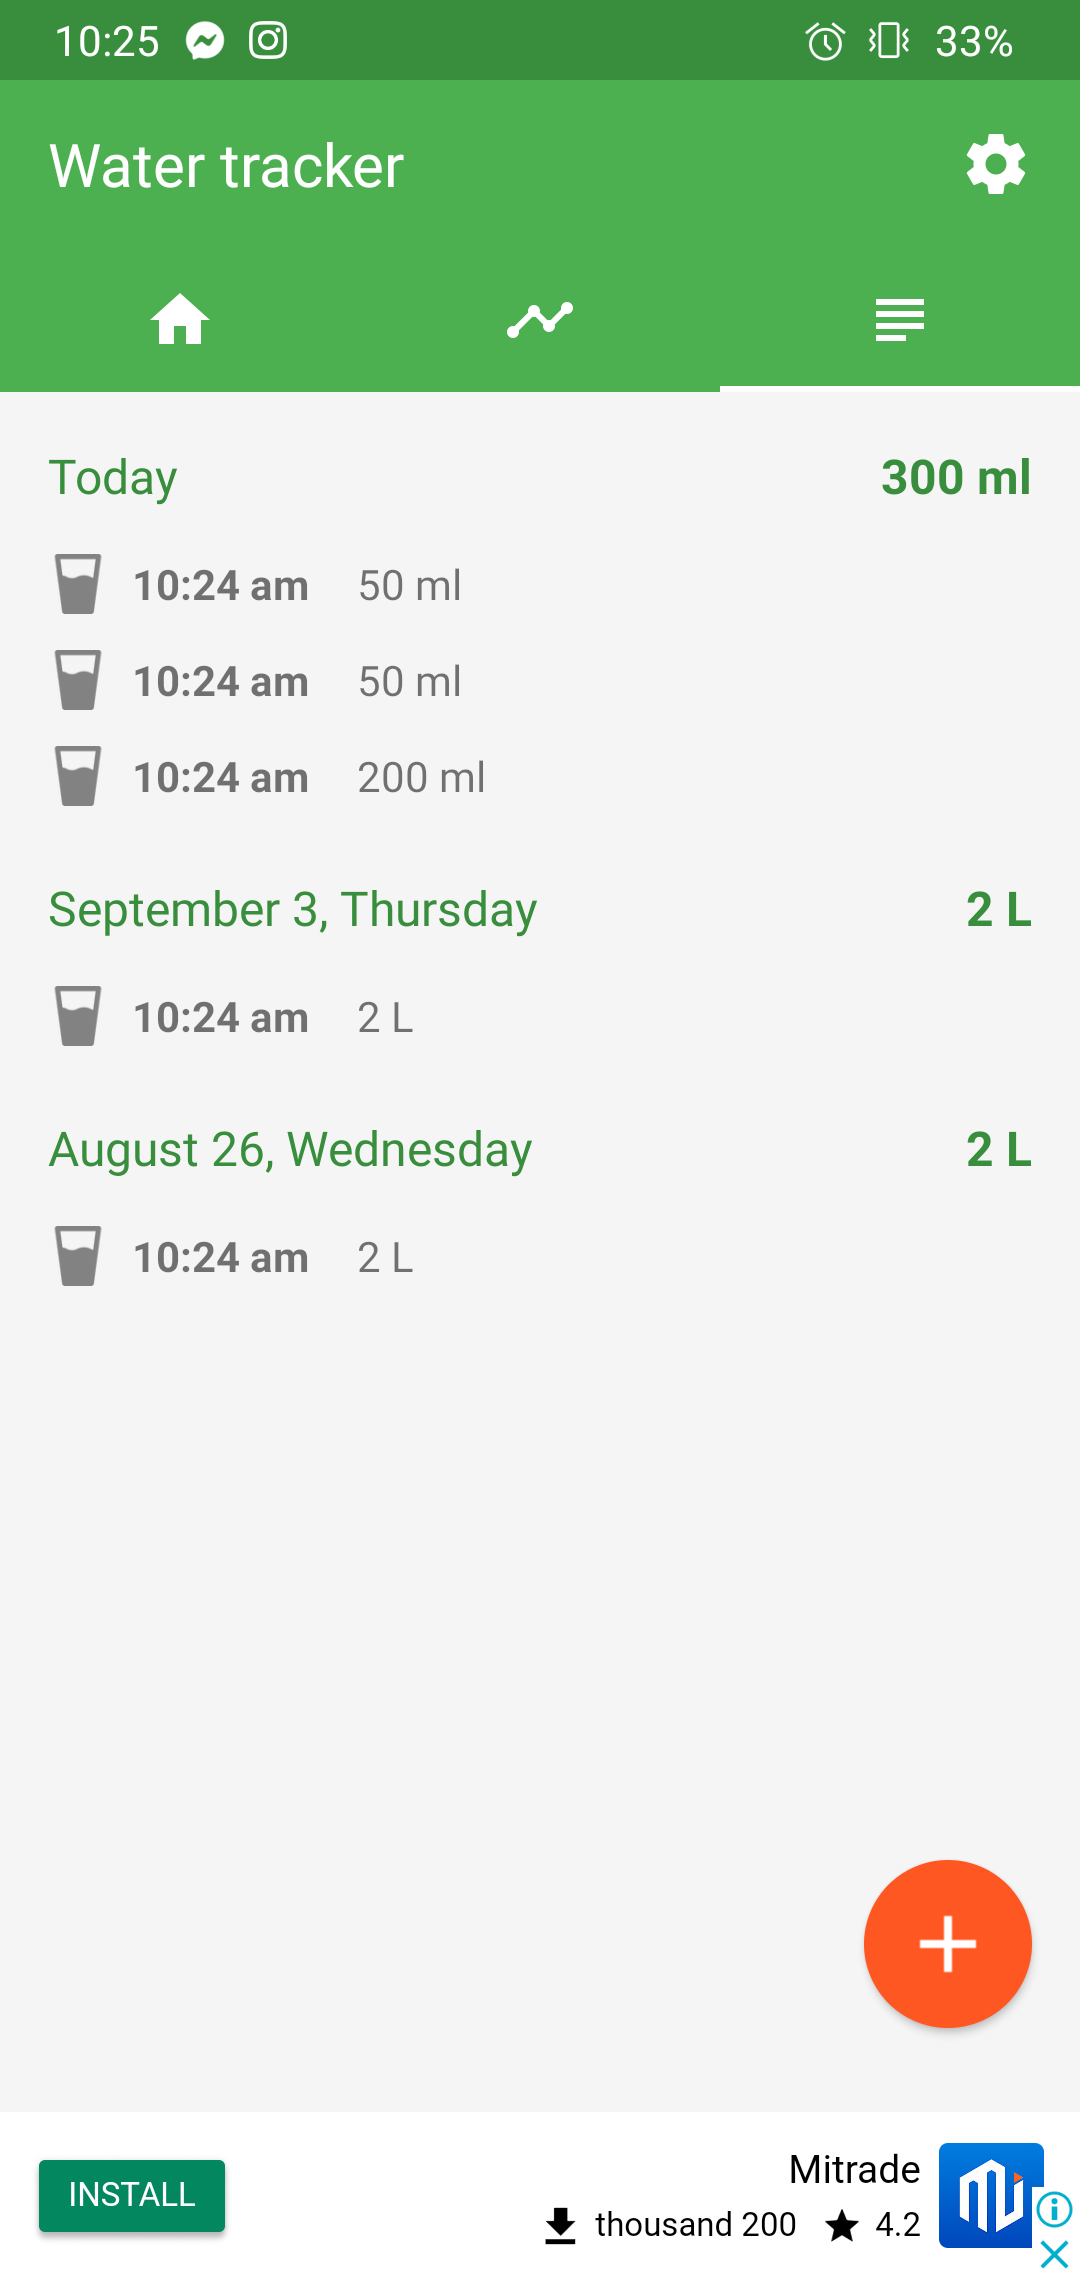 10:25 33%
Water tracker
Today 300 ml
10:24 am 50 ml
10:24 am 50 ml
10:24 am 200 ml
September 3, Thursday 2 L
10:24 am 2 L
August 26, Wednesday 2 L
10:24 am 2 L
Mitrade
INSTALL
thousand 200 4.2